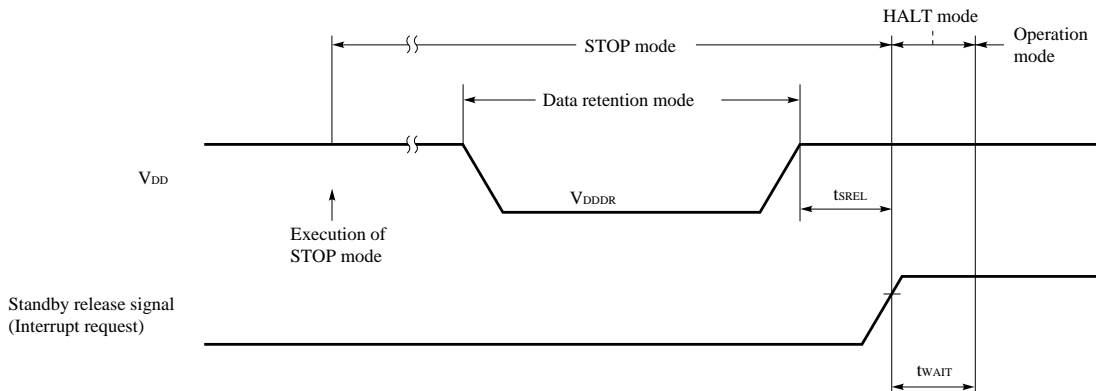 HALT mode
STOP mode
Operation
mode
Data retention mode
VDD
VDDDR
tSREL
Execution of
STOP mode
Standby release signal
(Interrupt request)
tWAIT